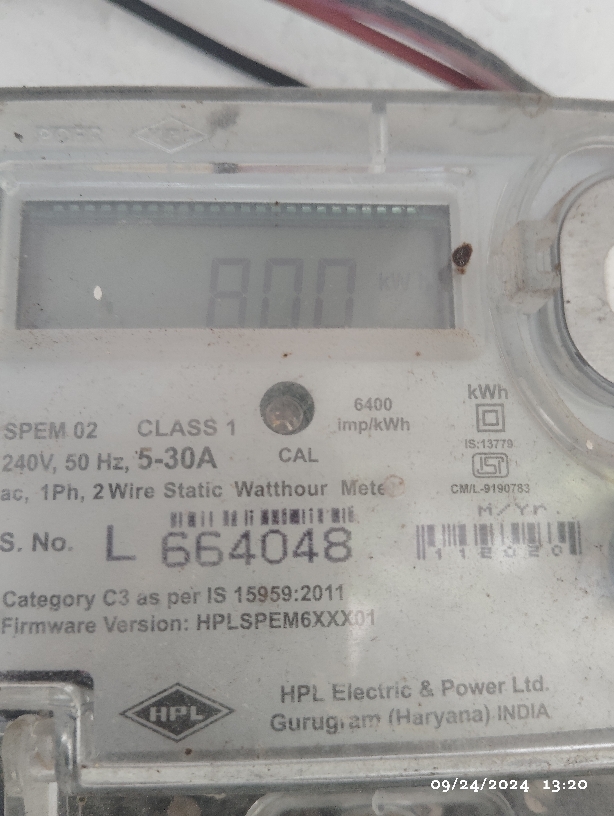 800 kWh
SPEM 02 CLASS 1
6400
imp/kWh
kWh
IS:13779
240V, 50 Hz, 5-30A
CAL
CM/L-9190783
ac, 1Ph, 2 Wire Static Watthour Meter
M/Yr.
S. No. L 664048
112020
Category C3 as per IS 15959:2011
Firmware Version: HPLSPEM6XXX01
HPL
HPL Electric & Power Ltd.
Gurugram (Haryana) INDIA
09/24/2024 13:20